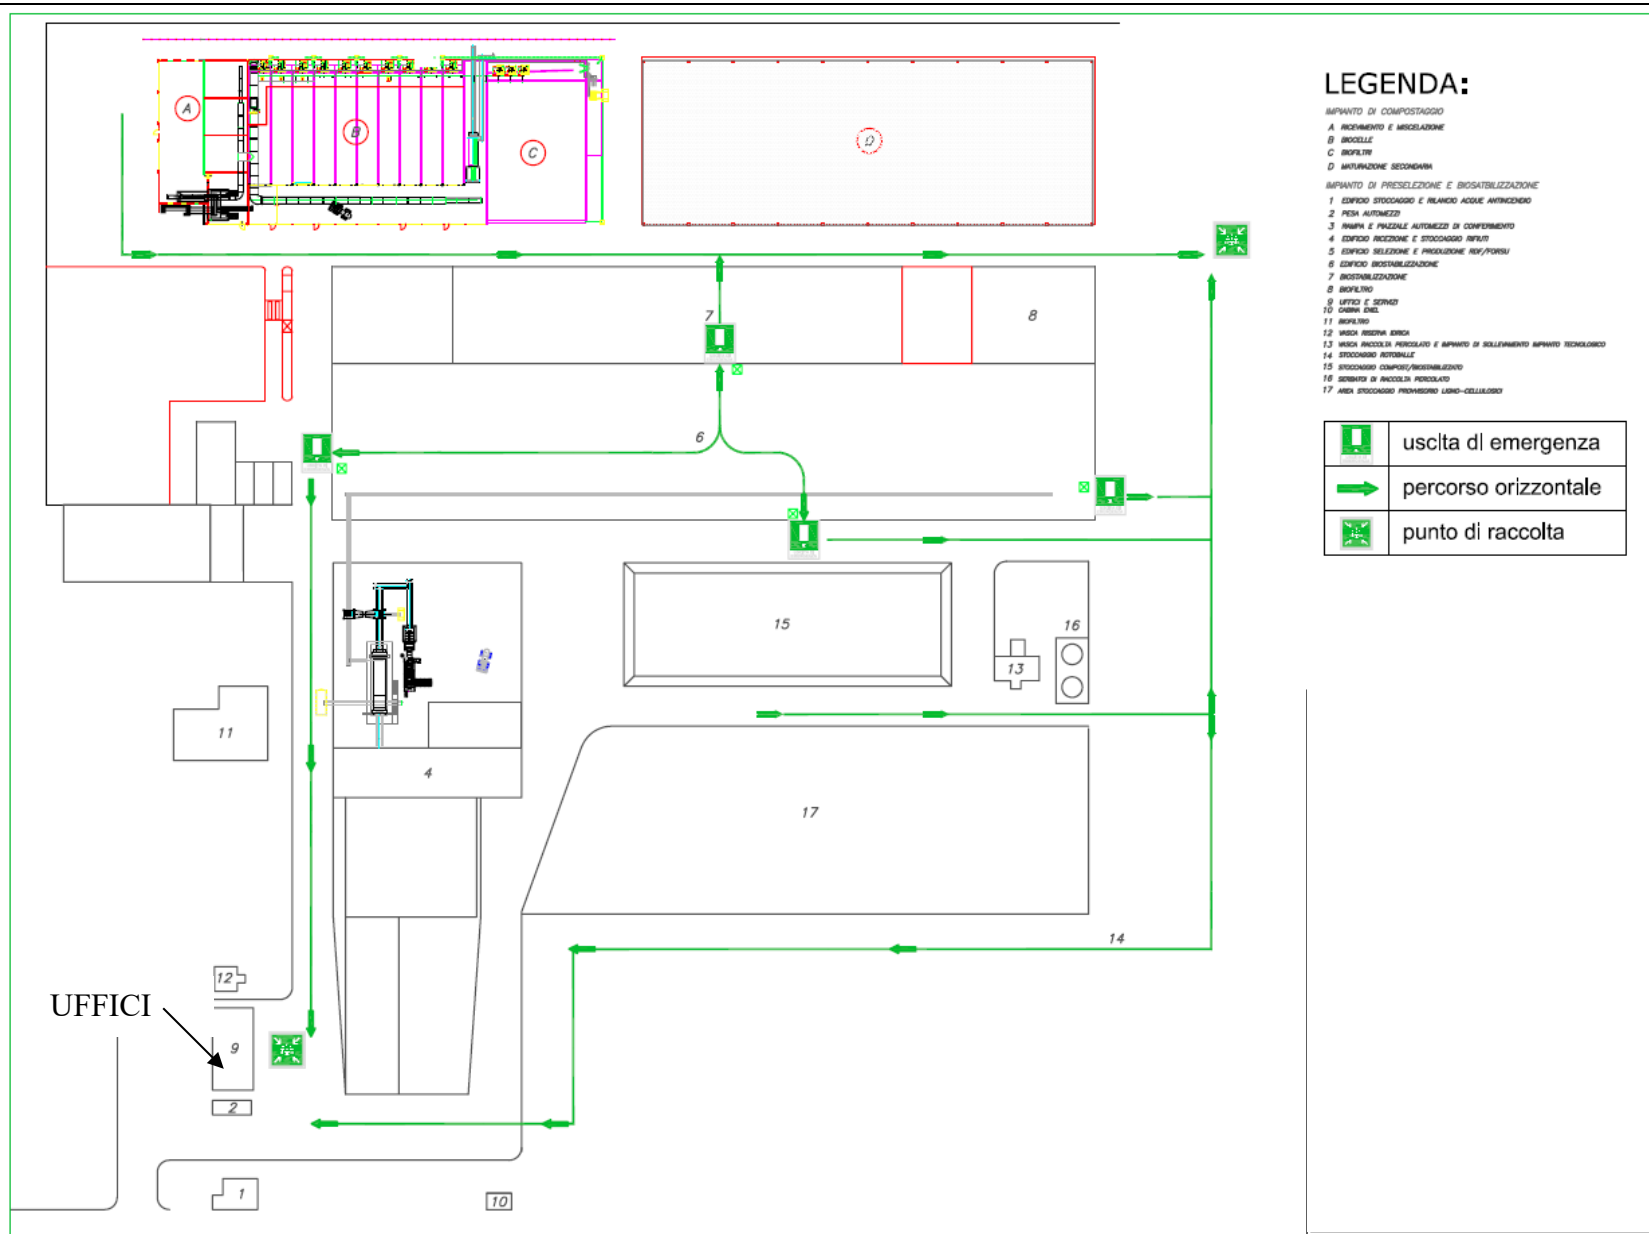 LEGENDA:
IMPIANTO DI COMPOSTAGGIO
A RICEVIMENTO E MISCELAZIONE
B BIOCELLE
C BIOFILTRI
D MATURAZIONE SECONDARIA
IMPIANTO DI PRESELEZIONE E BIOSATBILIZZAZIONE
1 EDIFICIO STOCCAGGIO E RILANCIO ACQUE ANTINCENDIO
2 PESA AUTOMEZZI
3 RAMPA E PIAZZALE AUTOMEZZI DI CONFERIMENTO
4 EDIFICIO RICEZIONE E STOCCAGGIO RIFIUTI
5 EDIFICIO SELEZIONE E PRODUZIONE RDF/FORSU
6 EDIFICIO BIOSTABILIZZAZIONE
7 BIOSTABILIZZAZIONE
8 BIOFILTRO
9 UFFICI E SERVIZI
10 CABINA ENEL
11 BIOFILTRO
12 VASCA RISERVA IDRICA
13 VASCA RACCOLTA PERCOLATO E IMPIANTO DI SOLLEVAMENTO IMPIANTO TECNOLOGICO
14 STOCCAGGIO ROTOBALLE
15 STOCCAGGIO COMPOST/BIOSTABILIZZATO
16 SERBATOI DI RACCOLTA PERCOLATO
17 AREA STOCCAGGIO PROVVISORIO LIGNO-CELLULOSICI
uscita di emergenza
percorso orizzontale
punto di raccolta
A
B
C
D
7
8
6
15
16
13
11
4
17
14
12
UFFICI
9
2
1
10